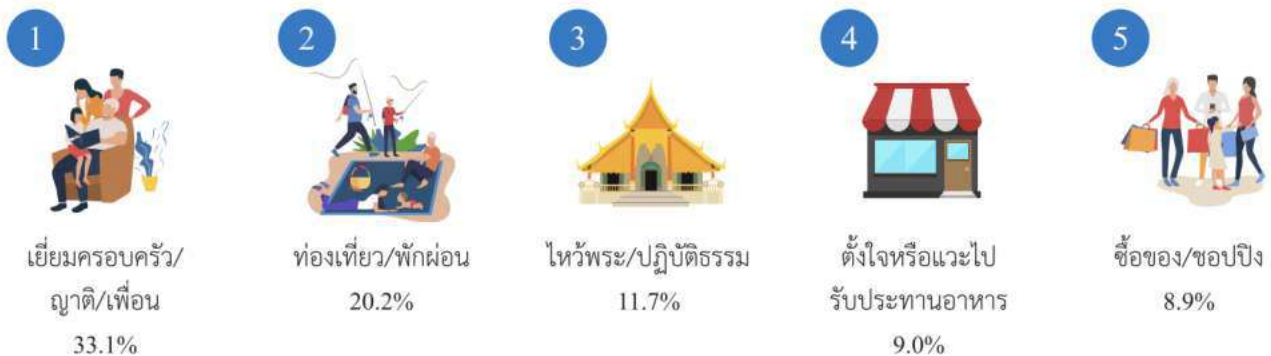 1
เยี่ยมครอบครัว/
ญาติ/เพื่อน
33.1%
2
ท่องเที่ยว/พักผ่อน
20.2%
3
ไหว้พระ/ปฏิบัติธรรม
11.7%
4
ตั้งใจหรือแวะไป
รับประทานอาหาร
9.0%
5
ซื้อของ/ชอปปิง
8.9%